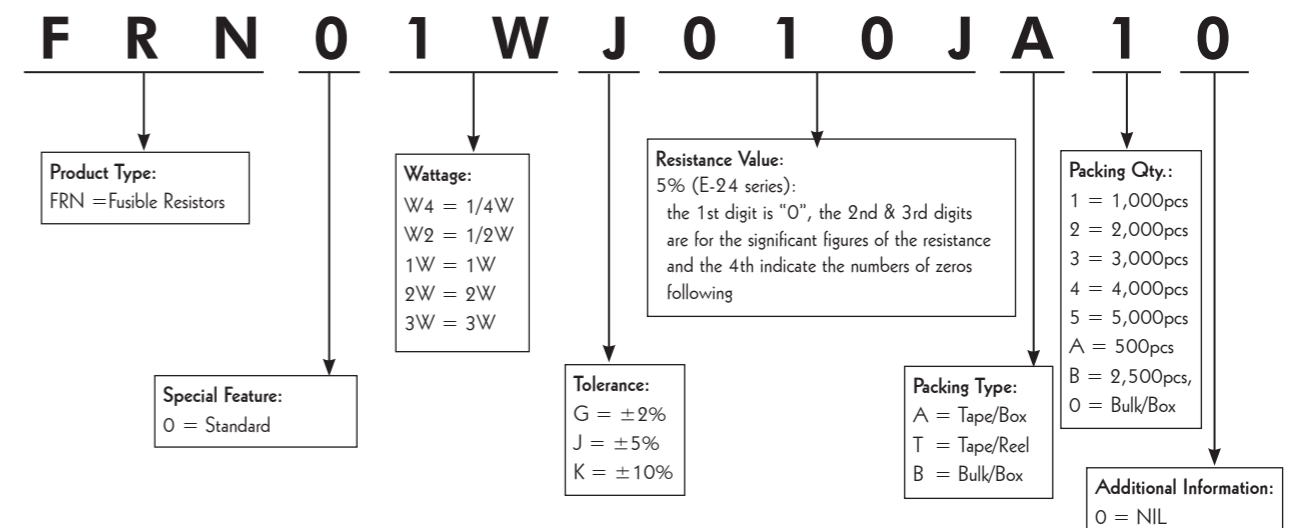 F R N 0 1 W J 0 1 0 J A 1 0
Product Type:
FRN =Fusible Resistors
Special Feature:
0 = Standard
Wattage:
W4 = 1/4W
W2 = 1/2W
1W = 1W
2W = 2W
3W = 3W
Tolerance:
G = ±2%
J = ±5%
K = ±10%
Resistance Value:
5% (E-24 series):
the 1st digit is “0”, the 2nd & 3rd digits
are for the significant figures of the resistance
and the 4th indicate the numbers of zeros
following
Packing Type:
A = Tape/Box
T = Tape/Reel
B = Bulk/Box
Packing Qty.:
1 = 1,000pcs
2 = 2,000pcs
3 = 3,000pcs
4 = 4,000pcs
5 = 5,000pcs
A = 500pcs
B = 2,500pcs,
0 = Bulk/Box
Additional Information:
0 = NIL